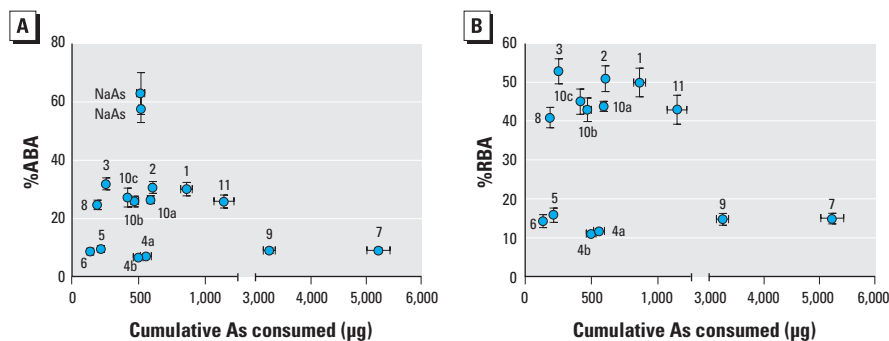 A
B
80
60
40
20
0
%ABA
NaAs
NaAs
3
10c
2
1
11
8
10b
10a
5
6
4a
4b
9
7
0
500
1,000
3,000
4,000
5,000
6,000
Cumulative As consumed (µg)
60
50
40
30
20
10
0
%RBA
3
2
1
10c
11
8
10a
10b
5
6
4a
4b
9
7
0
500
1,000
3,000
4,000
5,000
6,000
Cumulative As consumed (µg)